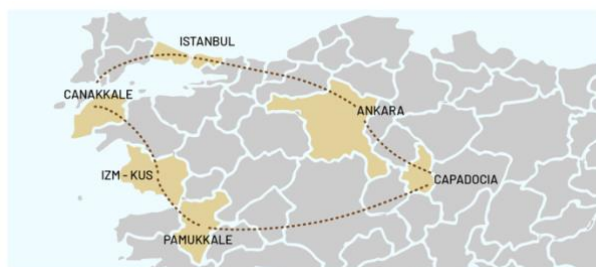 ISTANBUL
CANAKKALE
ANKARA
IZM - KUS
CAPADOCIA
PAMUKKALE